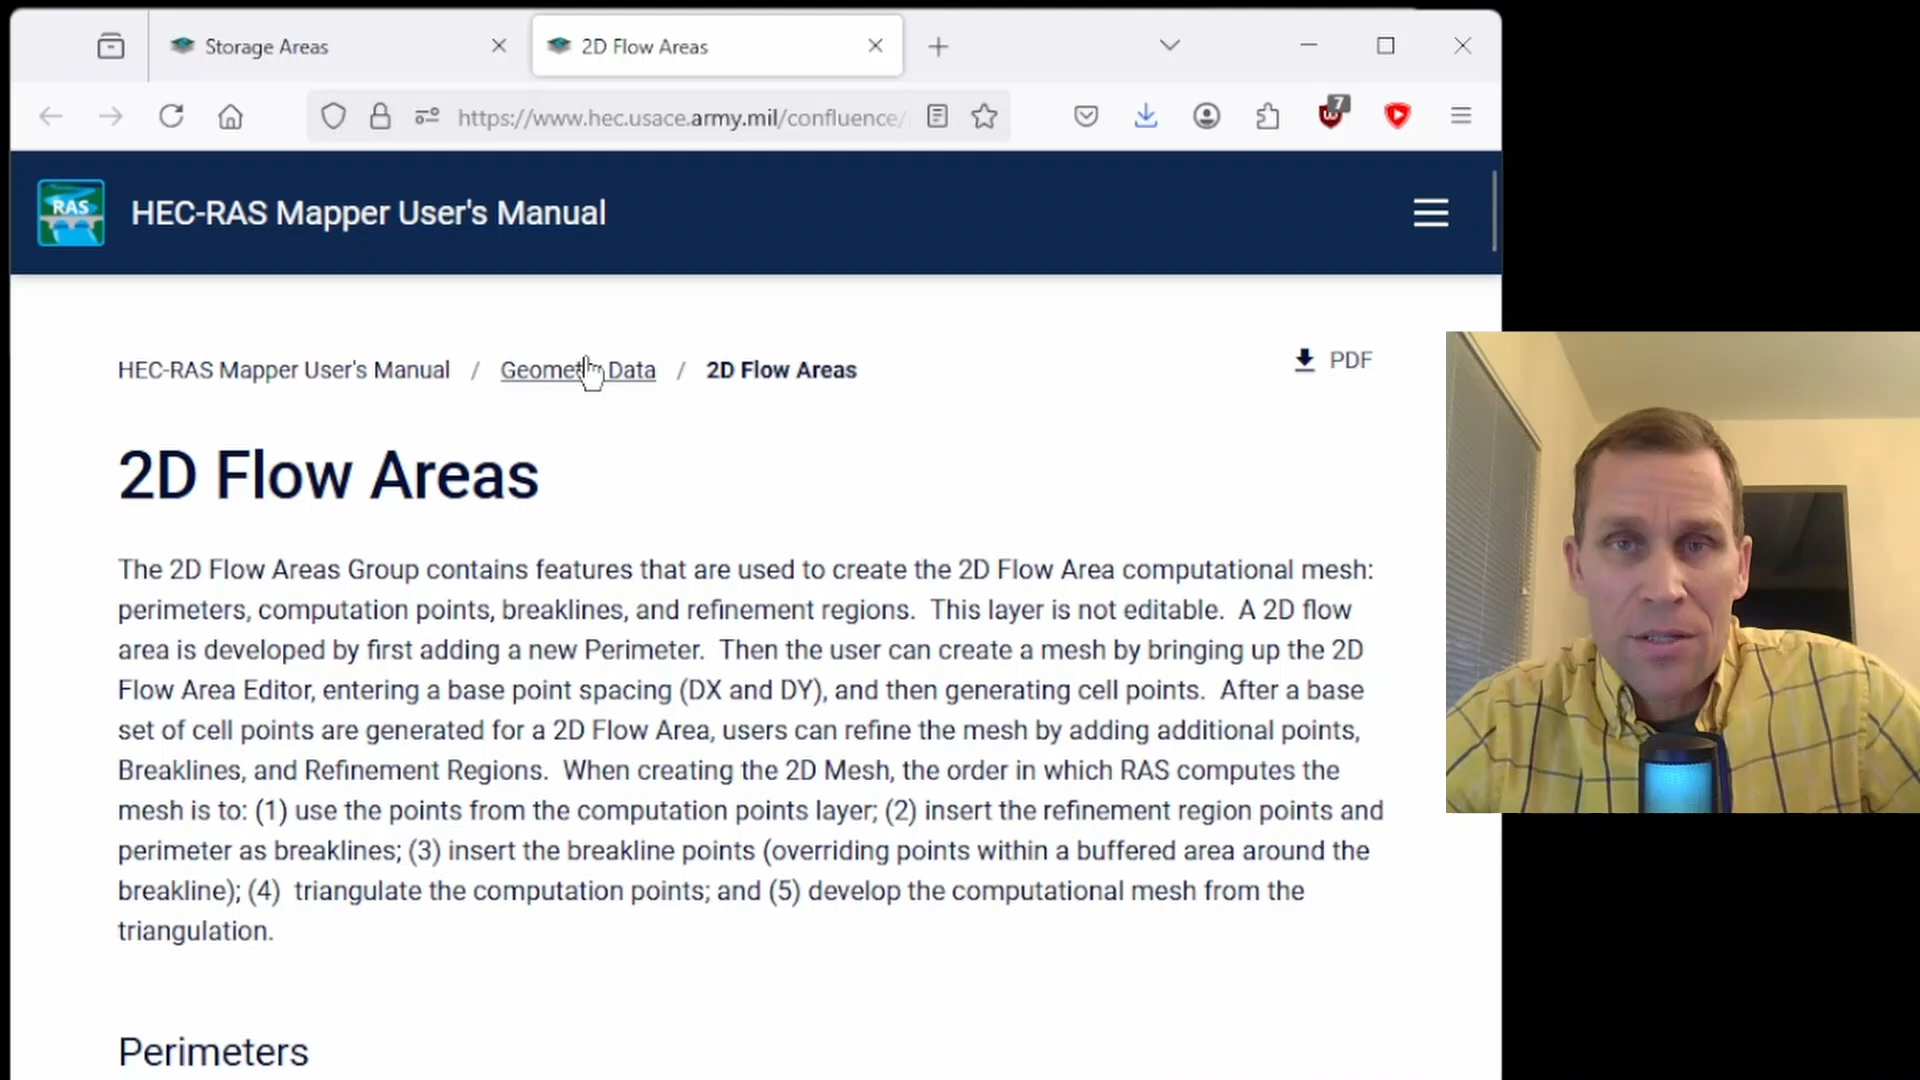 Storage Areas
2D Flow Areas
https://www.hec.usace.army.mil/confluence/
7
RAS
HEC-RAS Mapper User's Manual
HEC-RAS Mapper User's Manual / Geomet Data / 2D Flow Areas
PDF
2D Flow Areas
The 2D Flow Areas Group contains features that are used to create the 2D Flow Area computational mesh:
perimeters, computation points, breaklines, and refinement regions. This layer is not editable. A 2D flow
area is developed by first adding a new Perimeter. Then the user can create a mesh by bringing up the 2D
Flow Area Editor, entering a base point spacing (DX and DY), and then generating cell points. After a base
set of cell points are generated for a 2D Flow Area, users can refine the mesh by adding additional points,
Breaklines, and Refinement Regions. When creating the 2D Mesh, the order in which RAS computes the
mesh is to: (1) use the points from the computation points layer; (2) insert the refinement region points and
perimeter as breaklines; (3) insert the breakline points (overriding points within a buffered area around the
breakline); (4) triangulate the computation points; and (5) develop the computational mesh from the
triangulation.
Perimeters